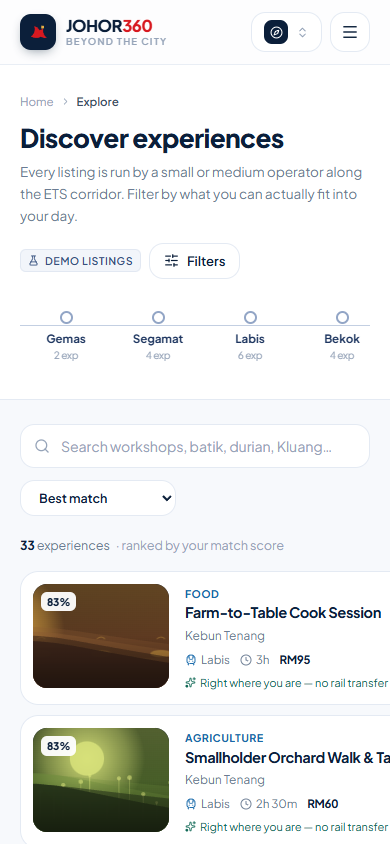 JOHOR360
BEYOND THE CITY
Home › Explore
Discover experiences
Every listing is run by a small or medium operator along
the ETS corridor. Filter by what you can actually fit into
your day.
DEMO LISTINGS
Filters
Gemas Segamat Labis Bekok
2 exp 4 exp 6 exp 4 exp
Search workshops, batik, durian, Kluang...
Best match
33 experiences · ranked by your match score
83%
FOOD
Farm-to-Table Cook Session
Kebun Tenang
Labis 3h RM95
Right where you are — no rail transfer
83%
AGRICULTURE
Smallholder Orchard Walk & Ta
Kebun Tenang
Labis 2h 30m RM60
Right where you are — no rail transfer